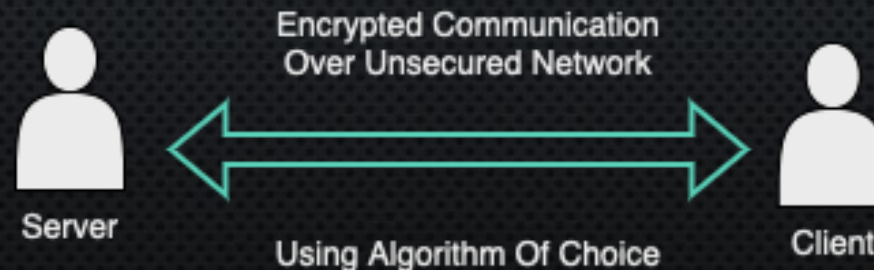 Encrypted Communication
Over Unsecured Network
Server
Client
Using Algorithm Of Choice